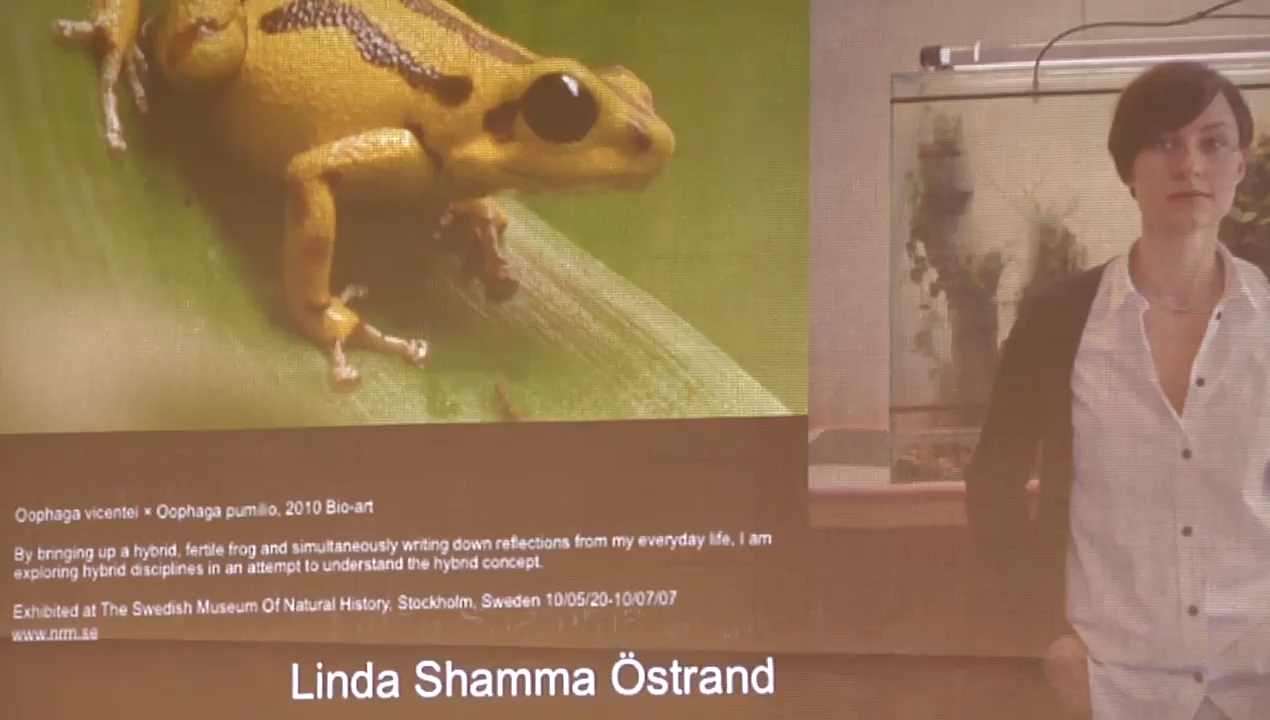 Oophaga vicentei × Oophaga pumilio, 2010 Bio-art
By bringing up a hybrid, fertile frog and simultaneously writing down reflections from my everyday life, I am
exploring hybrid disciplines in an attempt to understand the hybrid concept.
Exhibited at The Swedish Museum Of Natural History, Stockholm, Sweden 10/05/20-10/07/07
www.nrm.se
Linda Shamma Östrand